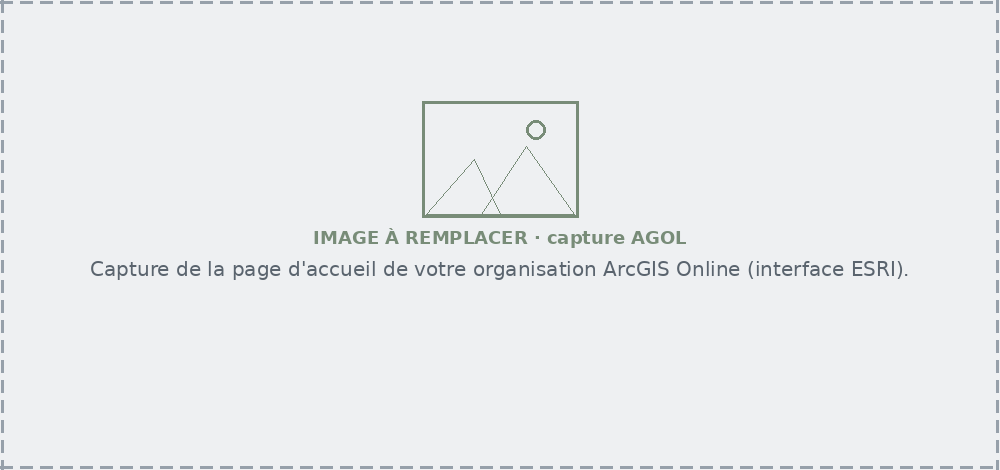 IMAGE À REMPLACER · capture AGOL
Capture de la page d'accueil de votre organisation ArcGIS Online (interface ESRI).